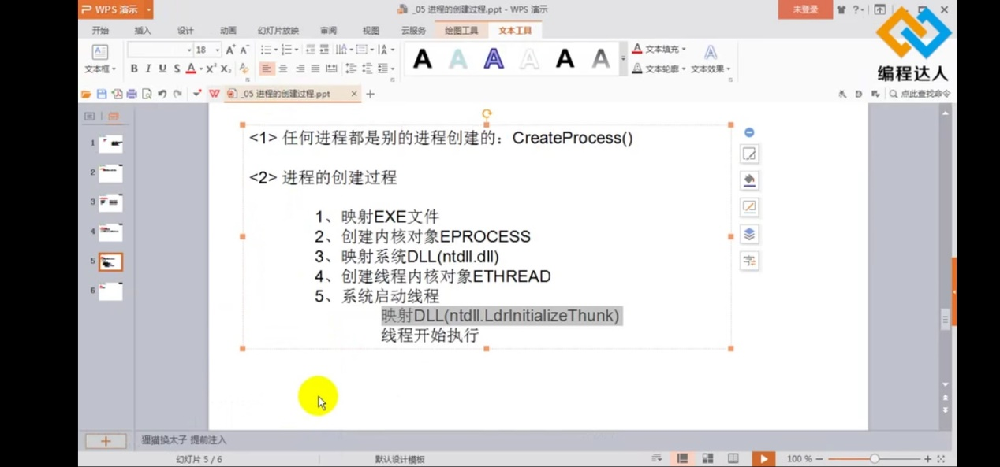 WPS 演示
_05 进程的创建过程.ppt - WPS 演示
未登录
开始 插入 设计 动画 幻灯片放映 审阅 视图 云服务 绘图工具 文本工具
文本框
18
B I U S A X² X₂
A A A A A A
文本填充
文本轮廓 文本效果
编程达人
_05 进程的创建过程.ppt
点此查找命令
<1> 任何进程都是别的进程创建的：CreateProcess()
<2> 进程的创建过程
1、映射EXE文件
2、创建内核对象EPROCESS
3、映射系统DLL(ntdll.dll)
4、创建线程内核对象ETHREAD
5、系统启动线程
映射DLL(ntdll.LdrInitializeThunk)
线程开始执行
1
2
3
4
5
6
狸猫换太子 提前注入
幻灯片 5 / 6 默认设计模板 100 %